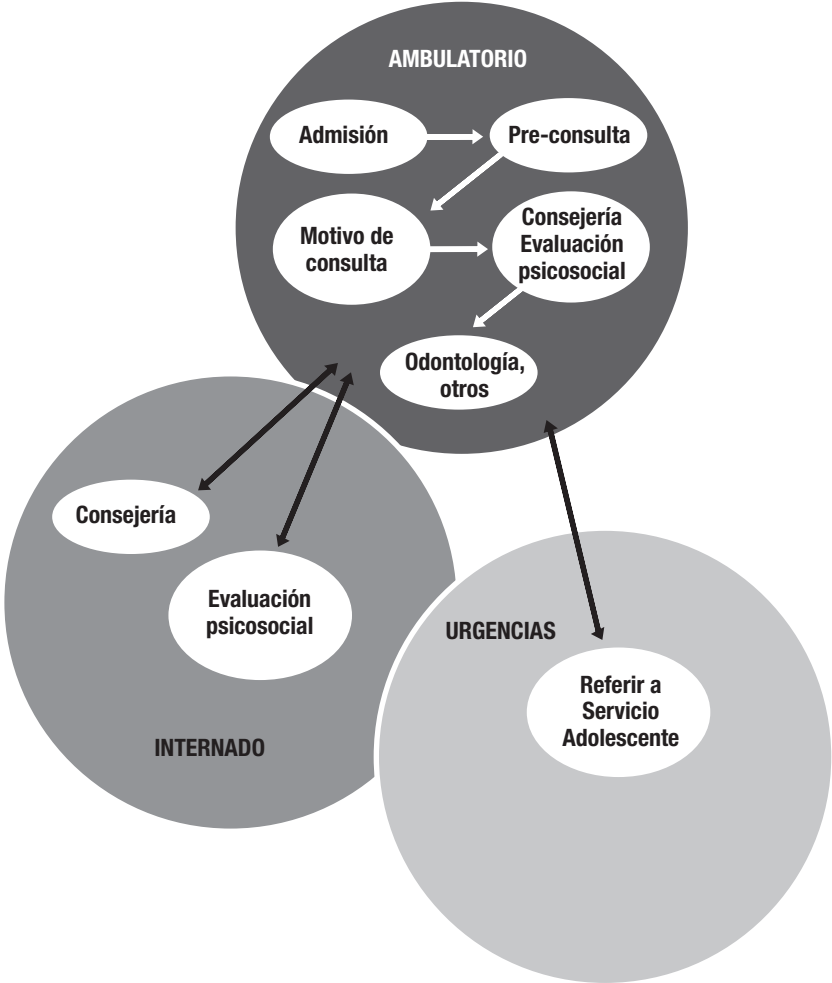 AMBULATORIO
Admisión
Pre-consulta
Motivo de
consulta
Consejería
Evaluación
psicosocial
Odontología,
otros
Consejería
Evaluación
psicosocial
INTERNADO
URGENCIAS
Referir a
Servicio
Adolescente